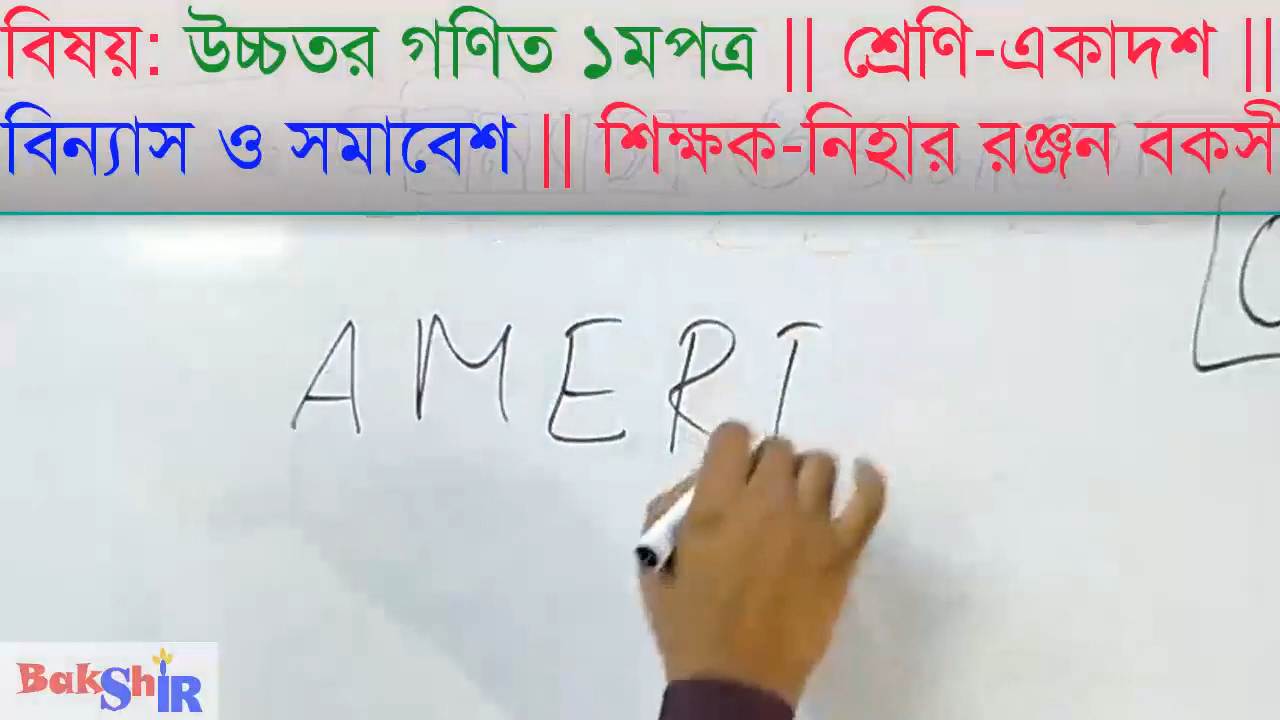 বিষয়: উচ্চতর গণিত ১মপত্র || শ্রেণি-একাদশ ||
বিন্যাস ও সমাবেশ || শিক্ষক-নিহার রঞ্জন বকসী
AMERI
BakShIR